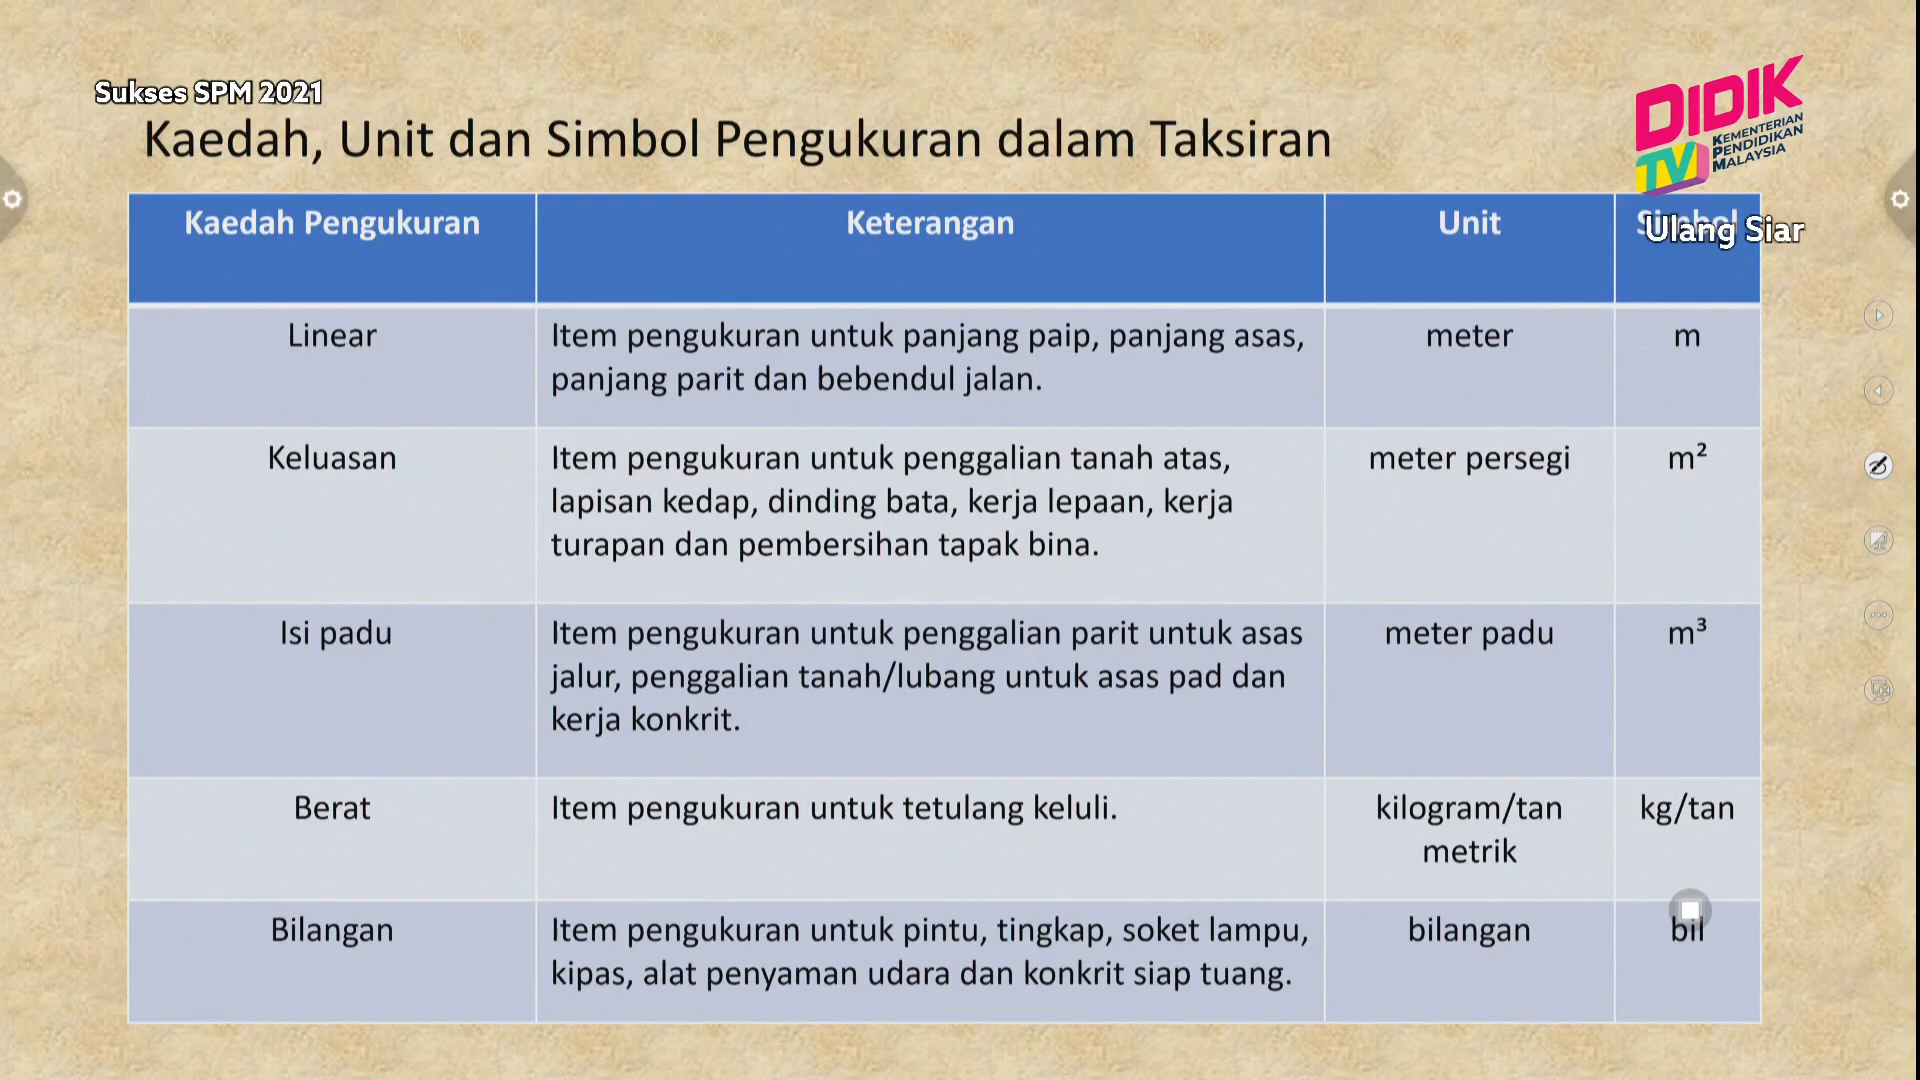 Sukses SPM 2021
Kaedah, Unit dan Simbol Pengukuran dalam Taksiran
DIDIK
TV
KEMENTERIAN
PENDIDIKAN
MALAYSIA
Ulang Siar
Kaedah Pengukuran
Keterangan
Unit
Simbol
Linear
Item pengukuran untuk panjang paip, panjang asas,
panjang parit dan bebendul jalan.
meter
m
Keluasan
Item pengukuran untuk penggalian tanah atas,
lapisan kedap, dinding bata, kerja lepaan, kerja
turapan dan pembersihan tapak bina.
meter persegi
m²
Isi padu
Item pengukuran untuk penggalian parit untuk asas
jalur, penggalian tanah/lubang untuk asas pad dan
kerja konkrit.
meter padu
m³
Berat
Item pengukuran untuk tetulang keluli.
kilogram/tan
metrik
kg/tan
Bilangan
Item pengukuran untuk pintu, tingkap, soket lampu,
kipas, alat penyaman udara dan konkrit siap tuang.
bilangan
bil